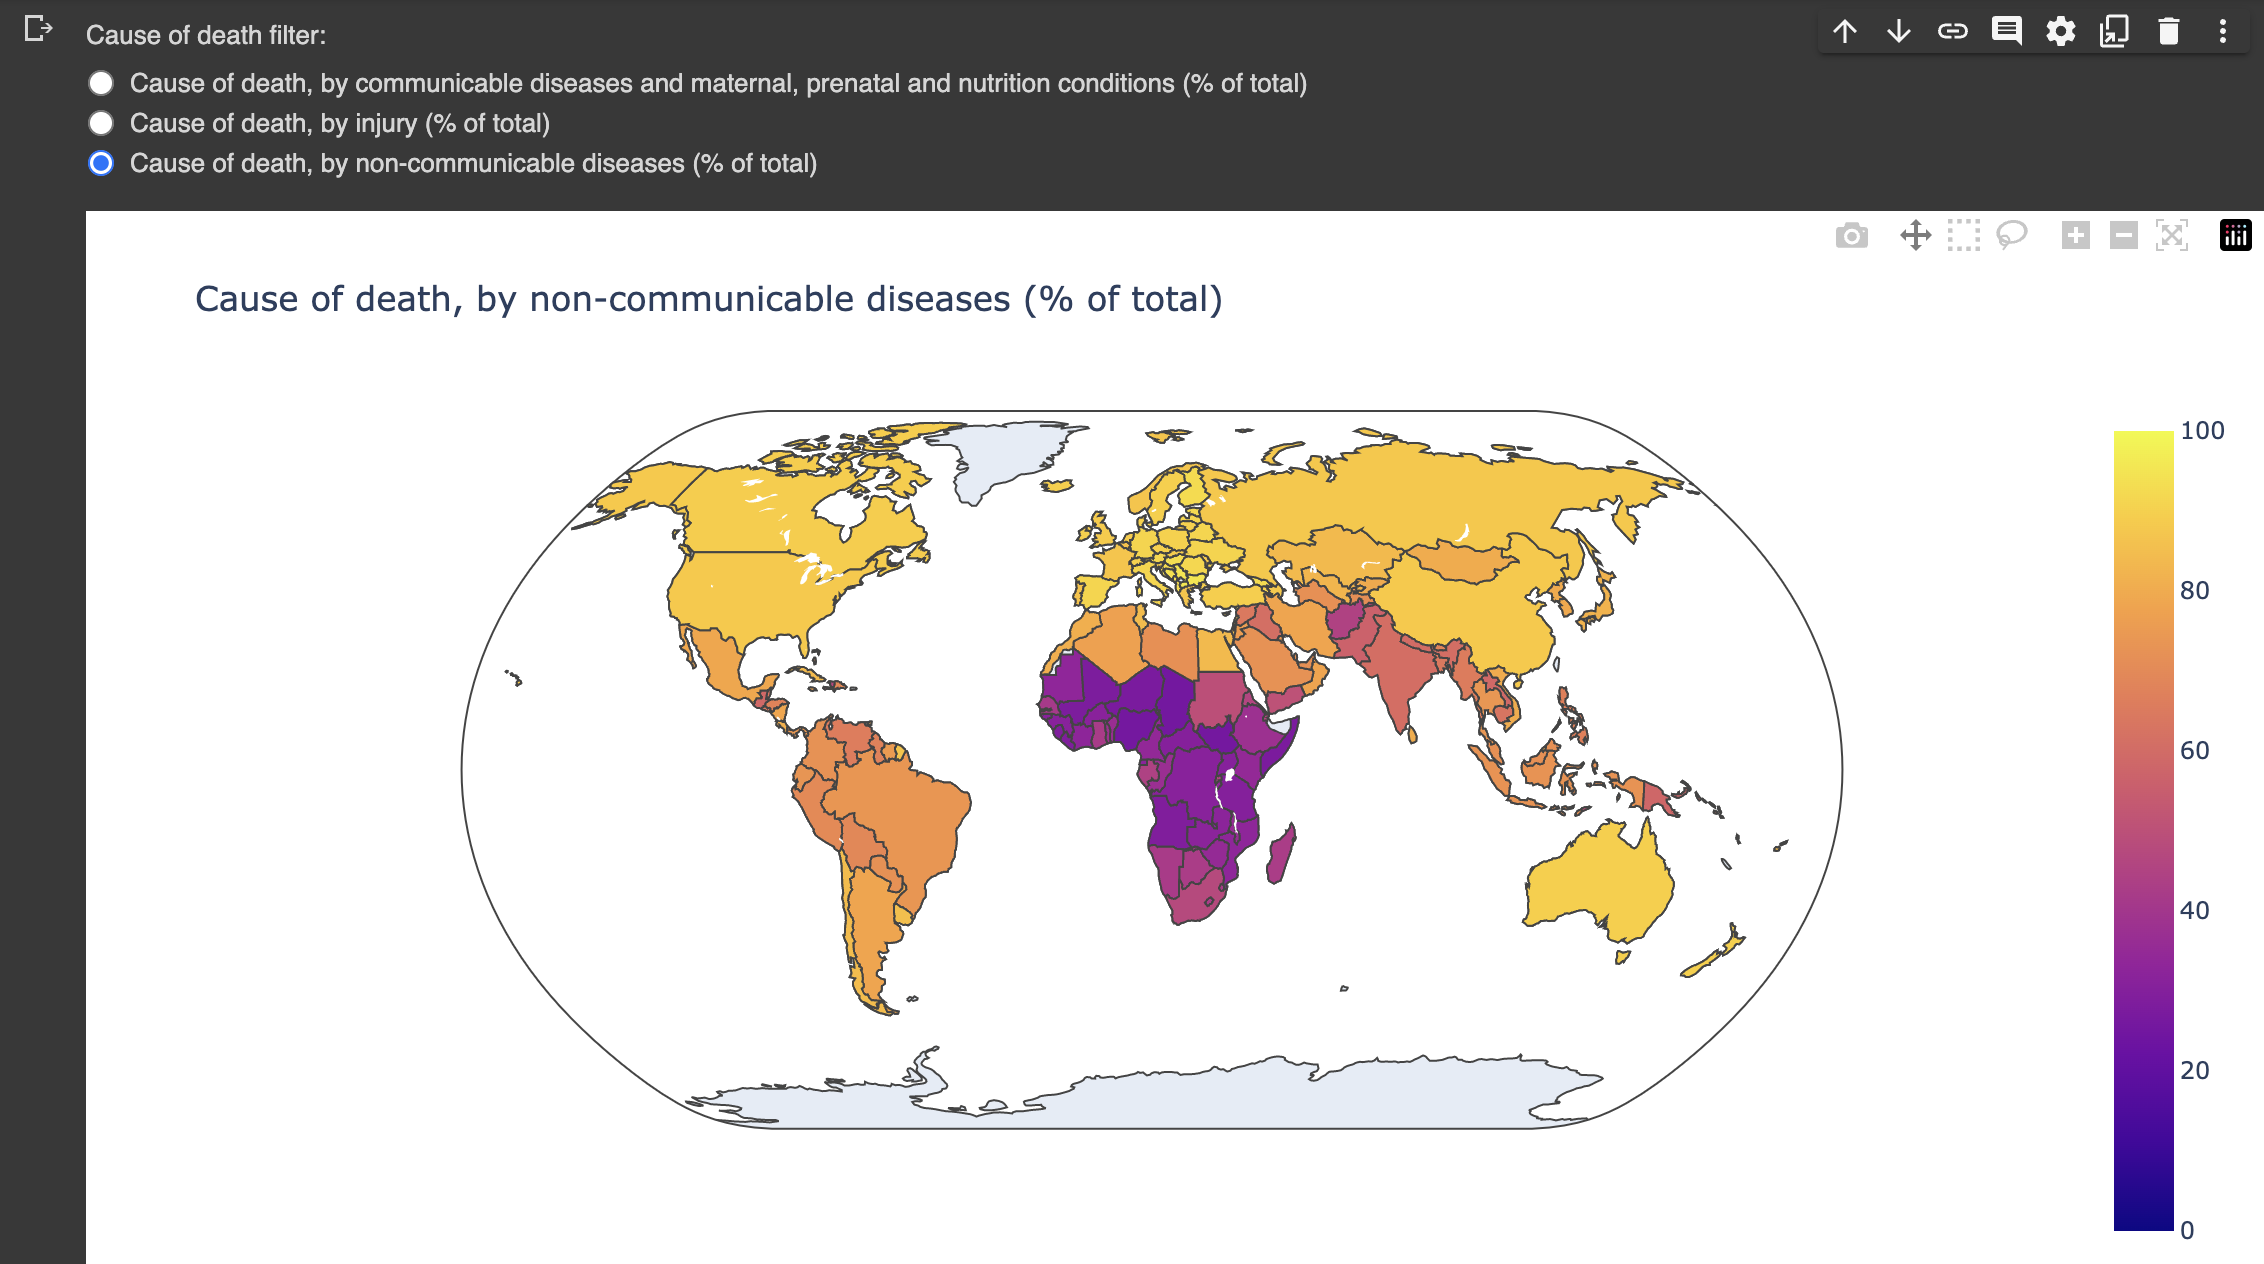 Cause of death filter:
Cause of death, by communicable diseases and maternal, prenatal and nutrition conditions (% of total)
Cause of death, by injury (% of total)
Cause of death, by non-communicable diseases (% of total)
Cause of death, by non-communicable diseases (% of total)
100
80
60
40
20
0